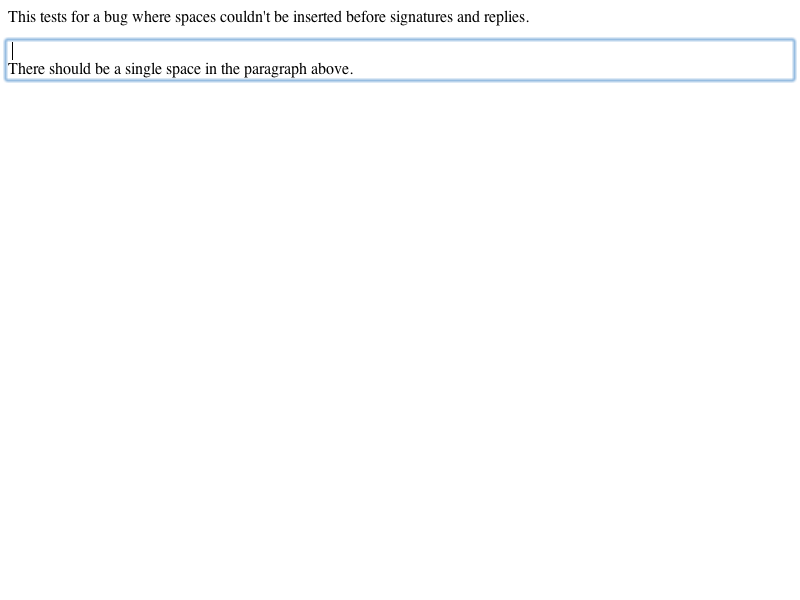 This tests for a bug where spaces couldn't be inserted before signatures and replies.
There should be a single space in the paragraph above.